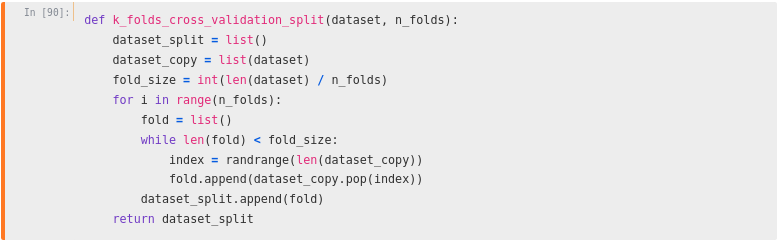 In [90]:
def k_folds_cross_validation_split(dataset, n_folds):
    dataset_split = list()
    dataset_copy = list(dataset)
    fold_size = int(len(dataset) / n_folds)
    for i in range(n_folds):
        fold = list()
        while len(fold) < fold_size:
            index = randrange(len(dataset_copy))
            fold.append(dataset_copy.pop(index))
        dataset_split.append(fold)
    return dataset_split